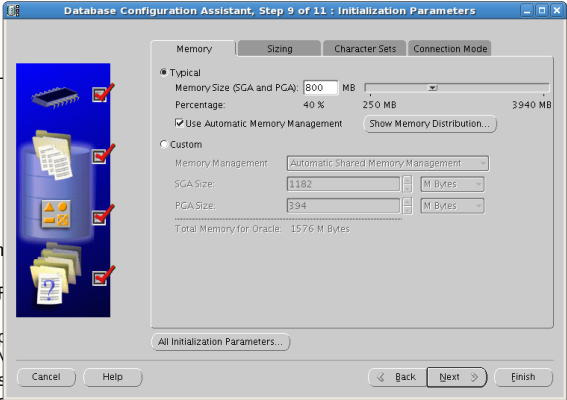 Database Configuration Assistant, Step 9 of 11 : Initialization Parameters
Memory Sizing Character Sets Connection Mode
Typical
Memory Size (SGA and PGA): 800 MB
Percentage: 40 % 250 MB 3940 MB
Use Automatic Memory Management Show Memory Distribution...
Custom
Memory Management Automatic Shared Memory Management
SGA Size: 1182 M Bytes
PGA Size: 394 M Bytes
Total Memory for Oracle: 1576 M Bytes
?
All Initialization Parameters...
Cancel Help Back Next Finish